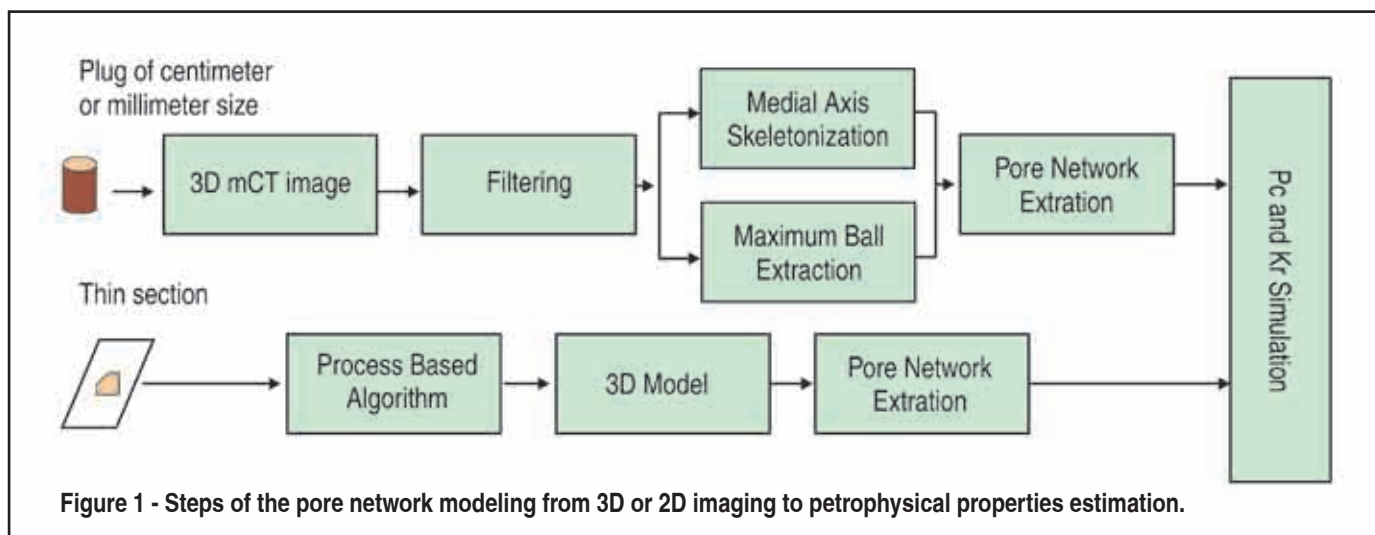 Plug of centimeter
or millimeter size
3D mCT image
Filtering
Medial Axis
Skeletonization
Maximum Ball
Extraction
Pore Network
Extration
Thin section
Process Based
Algorithm
3D Model
Pore Network
Extration
Pc and Kr Simulation
Figure 1 - Steps of the pore network modeling from 3D or 2D imaging to petrophysical properties estimation.